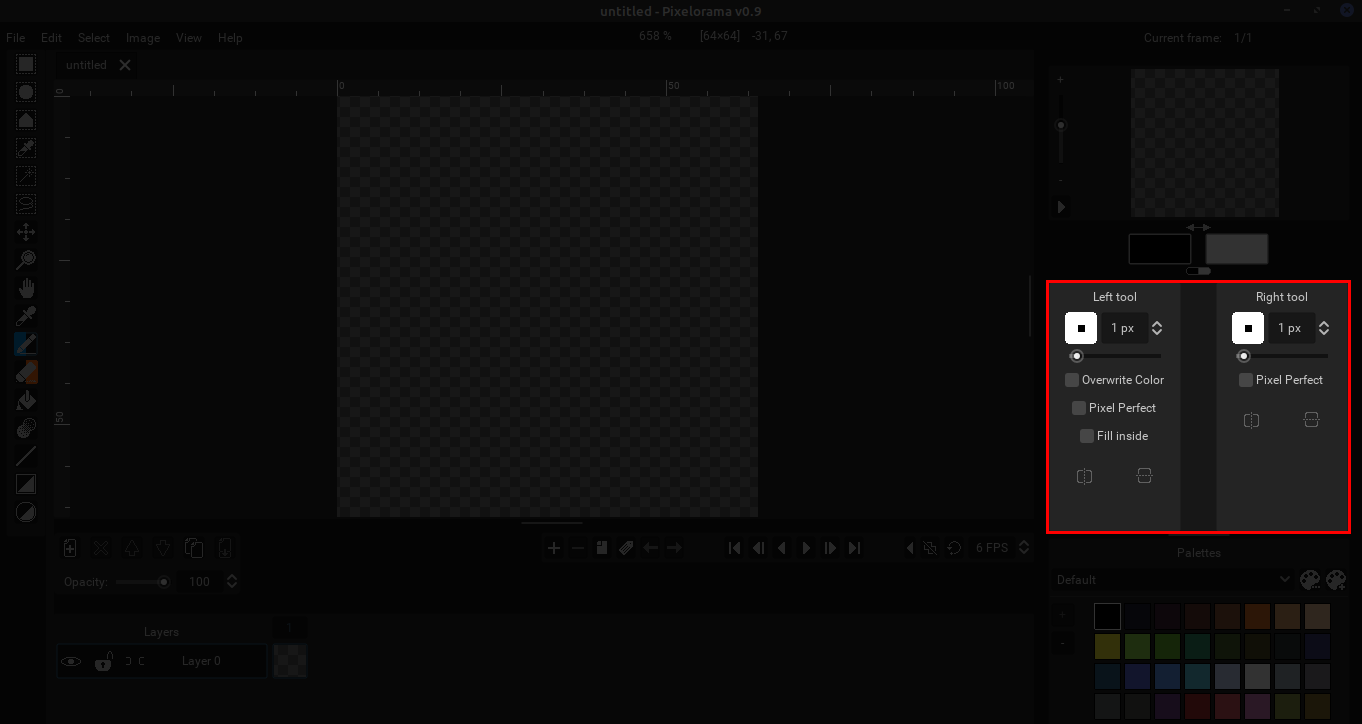 untitled - Pixelorama v0.9
File Edit Select Image View Help 658 % [64×64] -31, 67 Current frame: 1/1
untitled
0 50 100
0
50
+
-
Left tool Right tool
1 px 1 px
Overwrite Color Pixel Perfect
Pixel Perfect
Fill inside
6 FPS
Palettes
Opacity: 100
Default
Layers 1
Layer 0
+
-